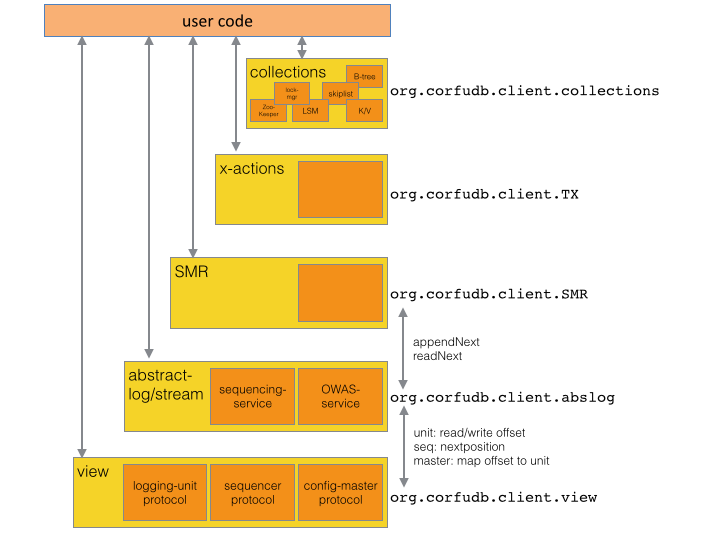 user code
collections
B-tree
lock-
mgr
skiplist
Zoo-
Keeper
LSM
K/V
org.corfudb.client.collections
x-actions
org.corfudb.client.TX
SMR
org.corfudb.client.SMR
appendNext
readNext
abstract-
log/stream
sequencing-
service
OWAS-
service
org.corfudb.client.abslog
unit: read/write offset
seq: nextposition
master: map offset to unit
view
logging-unit
protocol
sequencer
protocol
config-master
protocol
org.corfudb.client.view